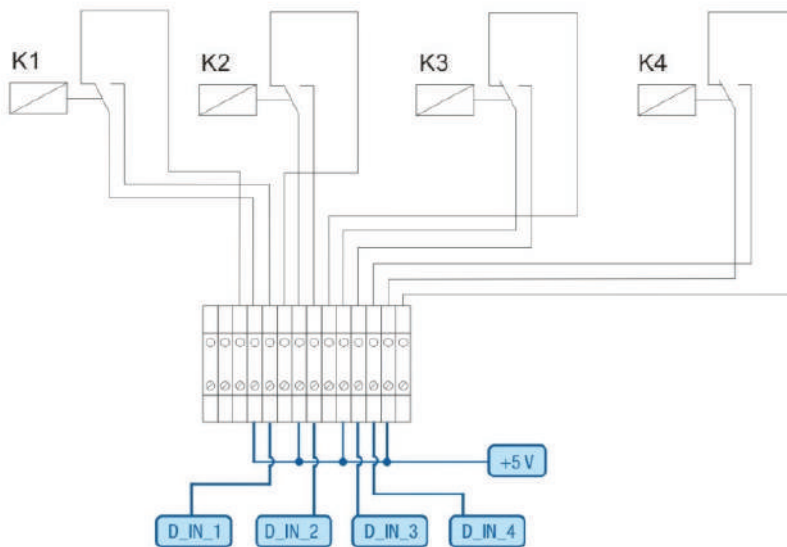 K1
K2
K3
K4
+5 V
D_IN_1
D_IN_2
D_IN_3
D_IN_4